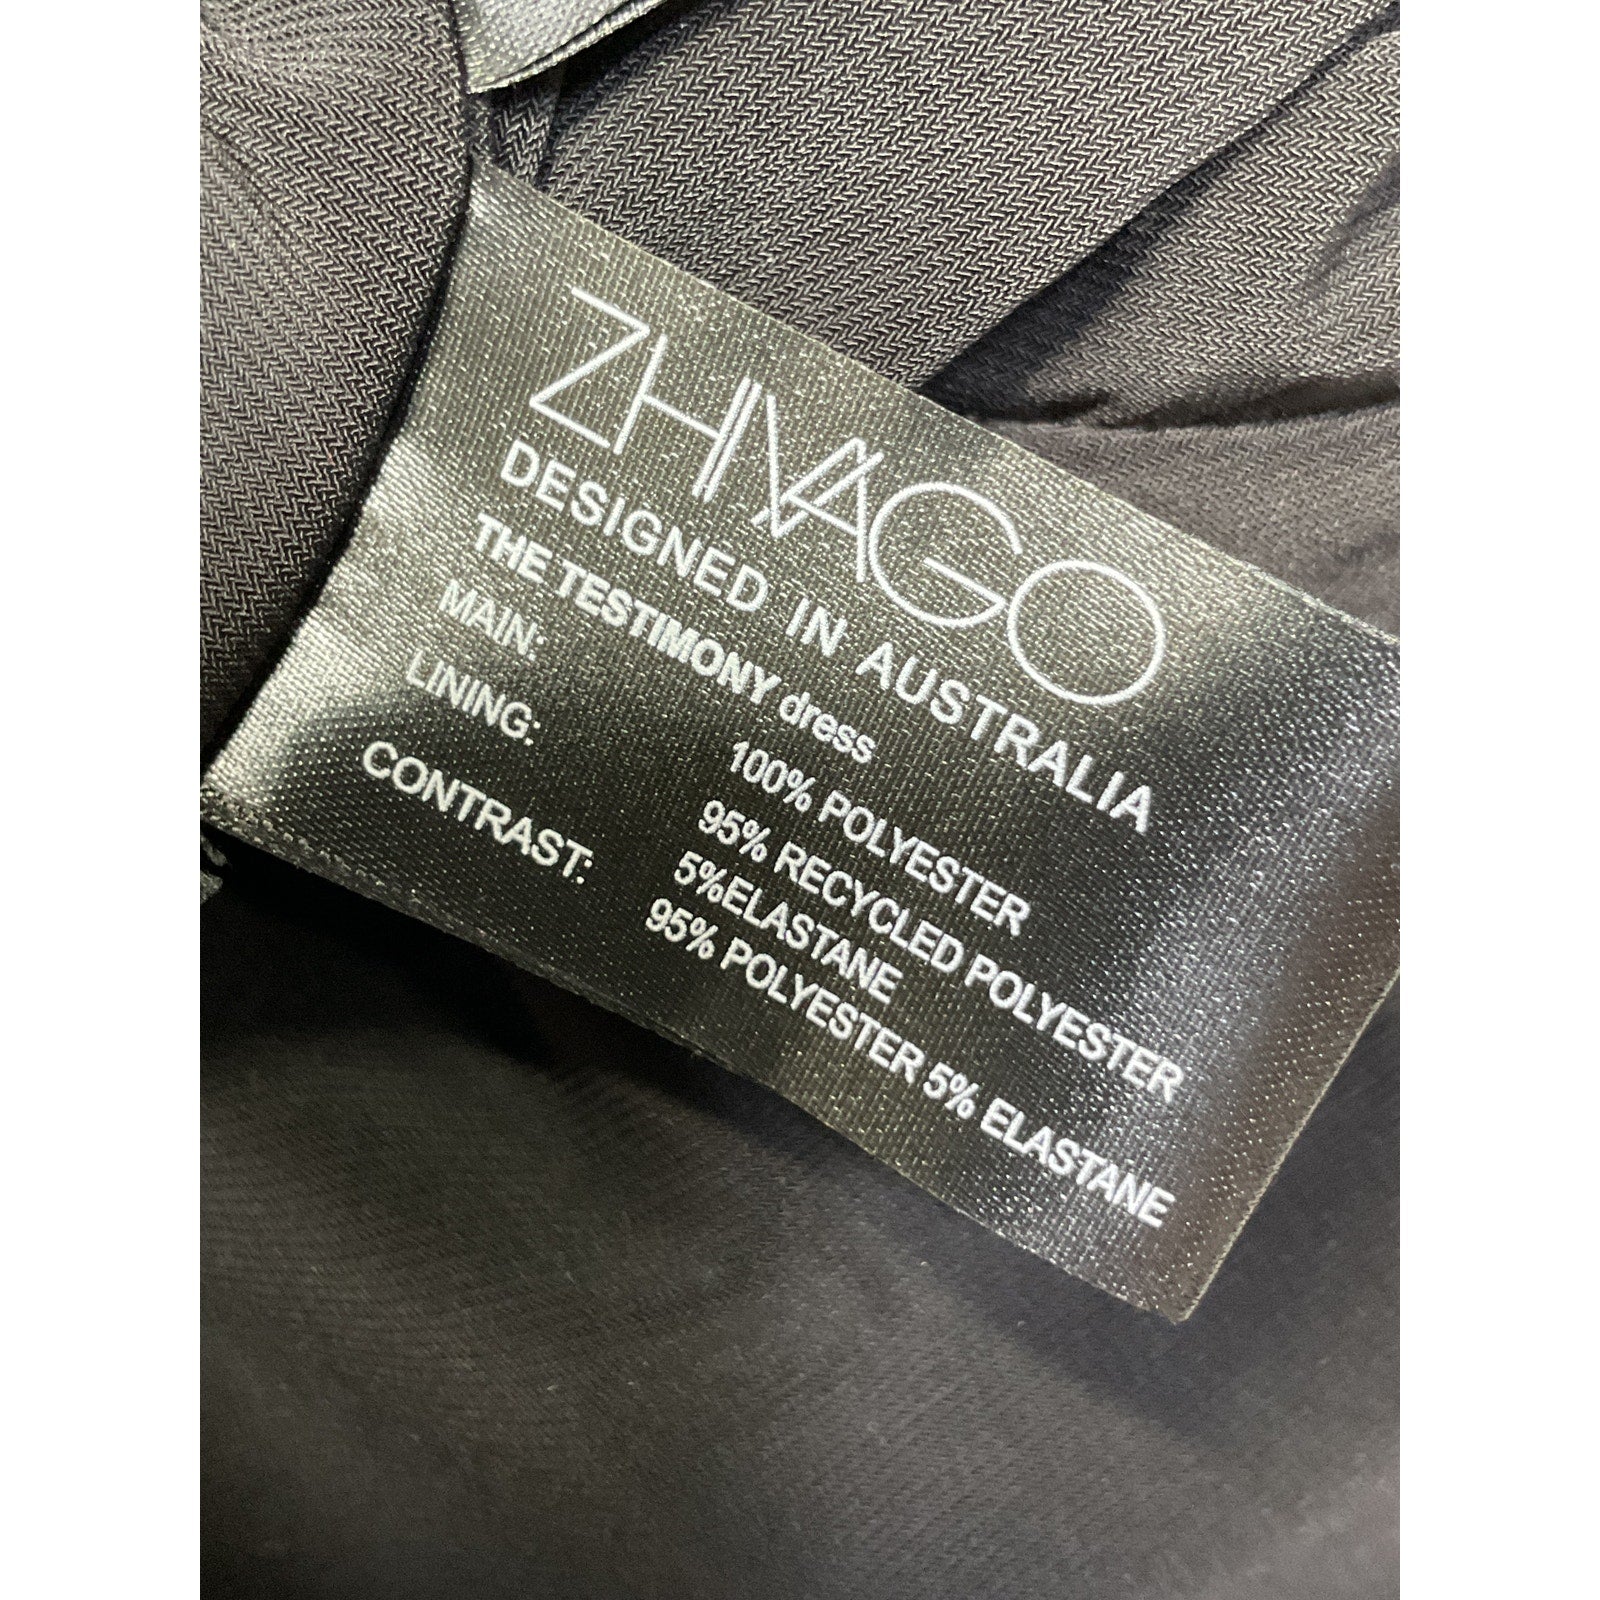 ZHIVAGO
DESIGNED IN AUSTRALIA
THE TESTIMONY dress
MAIN: 100% POLYESTER
LINING: 95% RECYCLED POLYESTER
5%ELASTANE
CONTRAST: 95% POLYESTER 5% ELASTANE